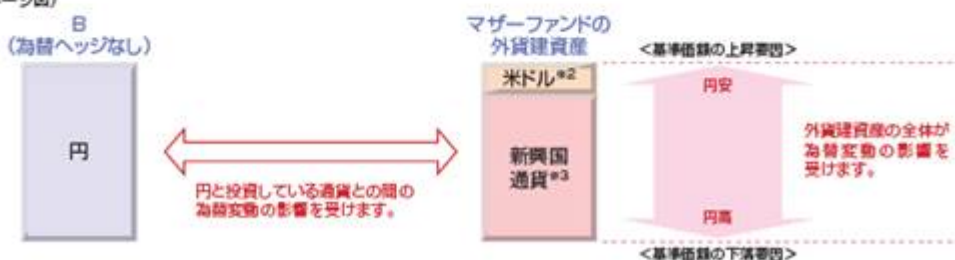 ージ図)
B
(為替ヘッジなし)
円
円と投資している通貨との間の
為替変動の影響を受けます。
マザーファンドの
外貨建資産
米ドル※2
新興国
通貨※3
<基準価額の上昇要因>
円安
外貨建資産の全体が
為替変動の影響を
受けます。
円高
<基準価額の下落要因>